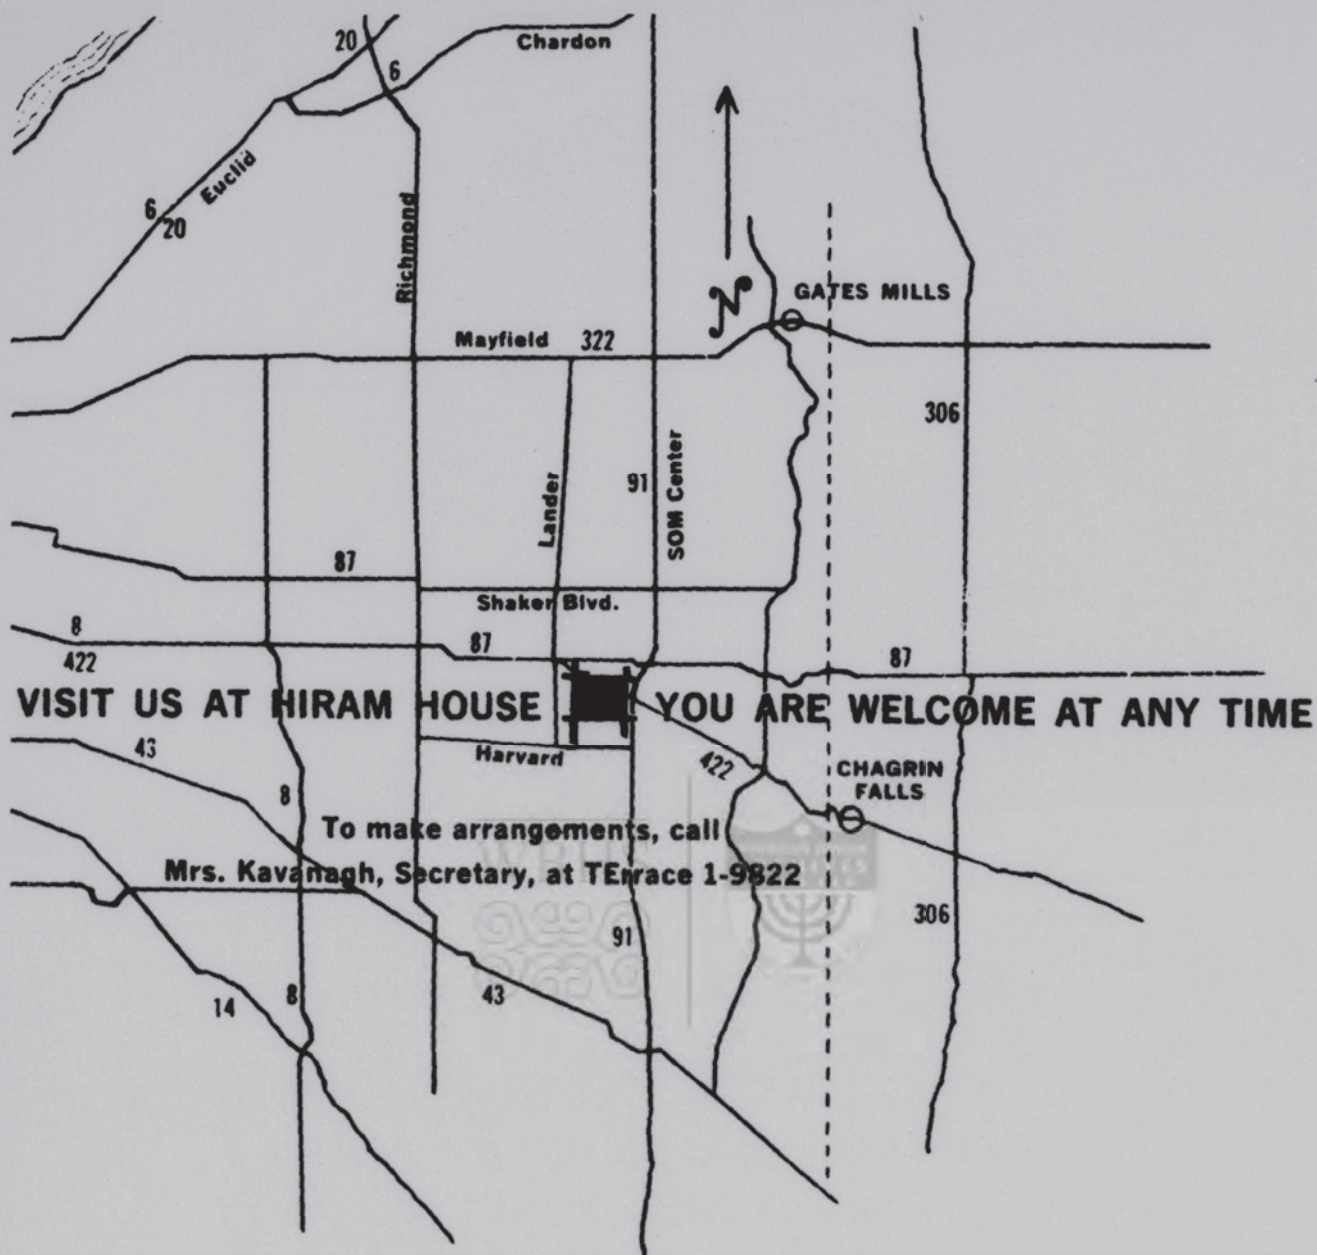 20
Chardon
6
Euclid
6
20
Richmond
N
GATES MILLS
Mayfield 322
306
91
SOM Center
Lander
87
Shaker Blvd.
8
422
87
87
VISIT US AT HIRAM HOUSE YOU ARE WELCOME AT ANY TIME
43
Harvard
422
CHAGRIN
FALLS
8
To make arrangements, call
Mrs. Kavanagh, Secretary, at TErrace 1-9822
WRHS
306
91
43
14
8